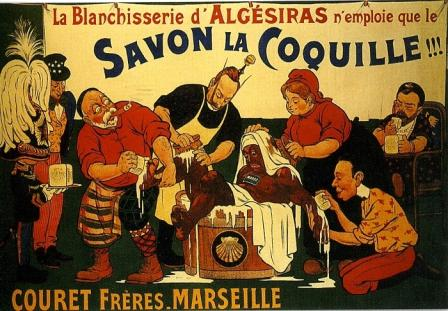 La Blanchisserie d'ALGÉSIRAS n'emploie que le
SAVON LA COQUILLE !!!
COURET FRÈRES. MARSEILLE